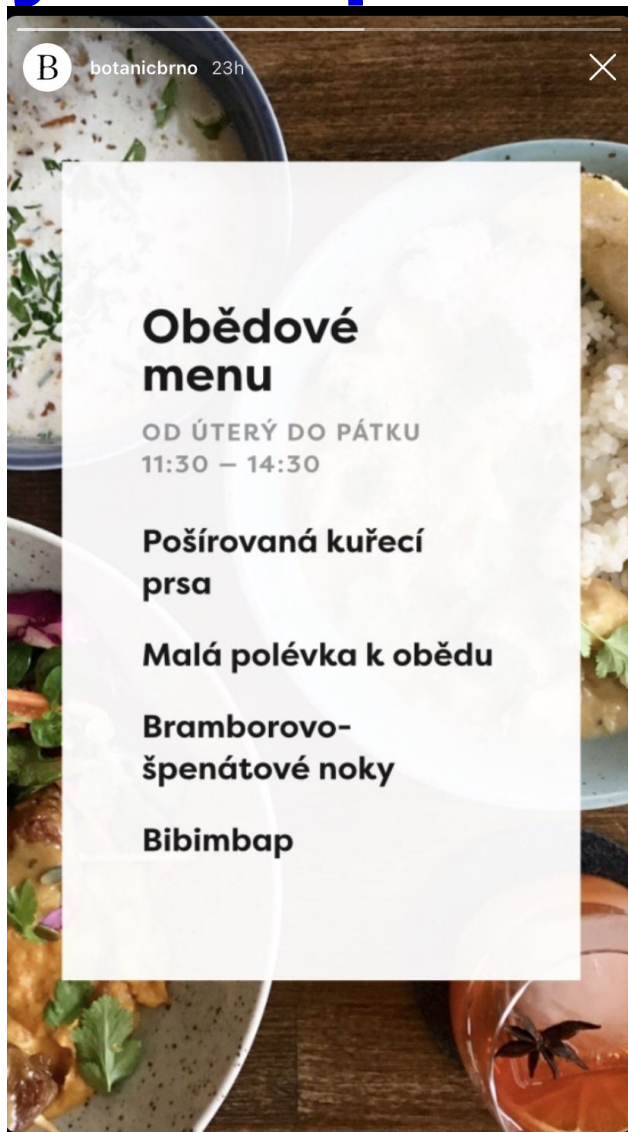 B botanicbrno 23h
Obědové
menu
OD ÚTERÝ DO PÁTKU
11:30 – 14:30
Pošírovaná kuřecí
prsa
Malá polévka k obědu
Bramborovo-
špenátové noky
Bibimbap